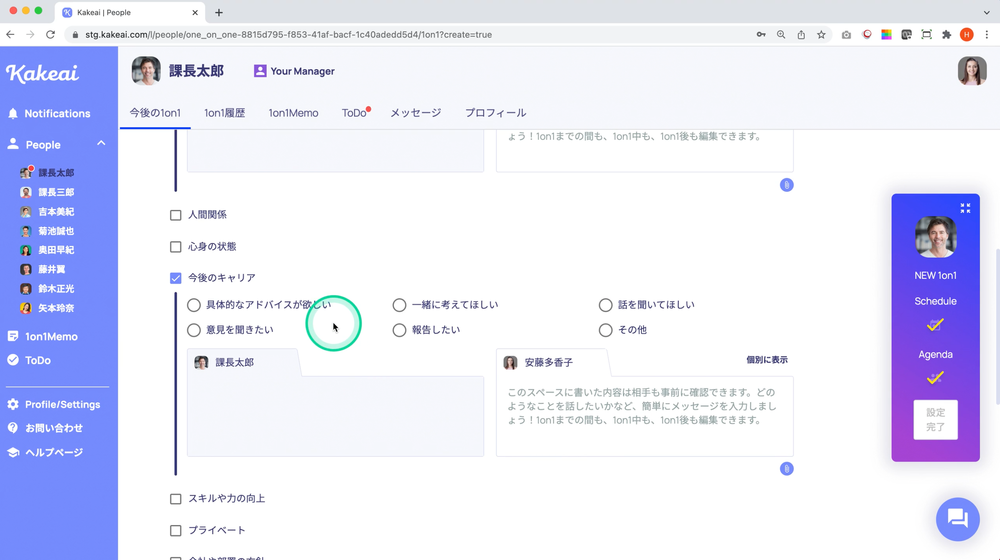 Kakeai | People
stg.kakeai.com/l/people/one_on_one-8815d795-f853-41af-bacf-1c40adedd5d4/1on1?create=true
H
Kakeai
Notifications
People
課長太郎
課長三郎
吉本美紀
菊池誠也
奥田早紀
藤井翼
鈴木正光
矢本玲奈
1on1Memo
ToDo
Profile/Settings
お問い合わせ
ヘルプページ
課長太郎
Your Manager
今後の1on1
1on1履歴
1on1Memo
ToDo
メッセージ
プロフィール
ょう！1on1までの間も、1on1中も、1on1後も編集できます。
人間関係
心身の状態
今後のキャリア
具体的なアドバイスが欲しい
一緒に考えてほしい
話を聞いてほしい
意見を聞きたい
報告したい
その他
課長太郎
安藤多香子
個別に表示
このスペースに書いた内容は相手も事前に確認できます。どの
ようなことを話したいかなど、簡単にメッセージを入力しまし
ょう！1on1までの間も、1on1中も、1on1後も編集できます。
スキルや力の向上
プライベート
会社や部署の方針
NEW 1on1
Schedule
Agenda
設定
完了